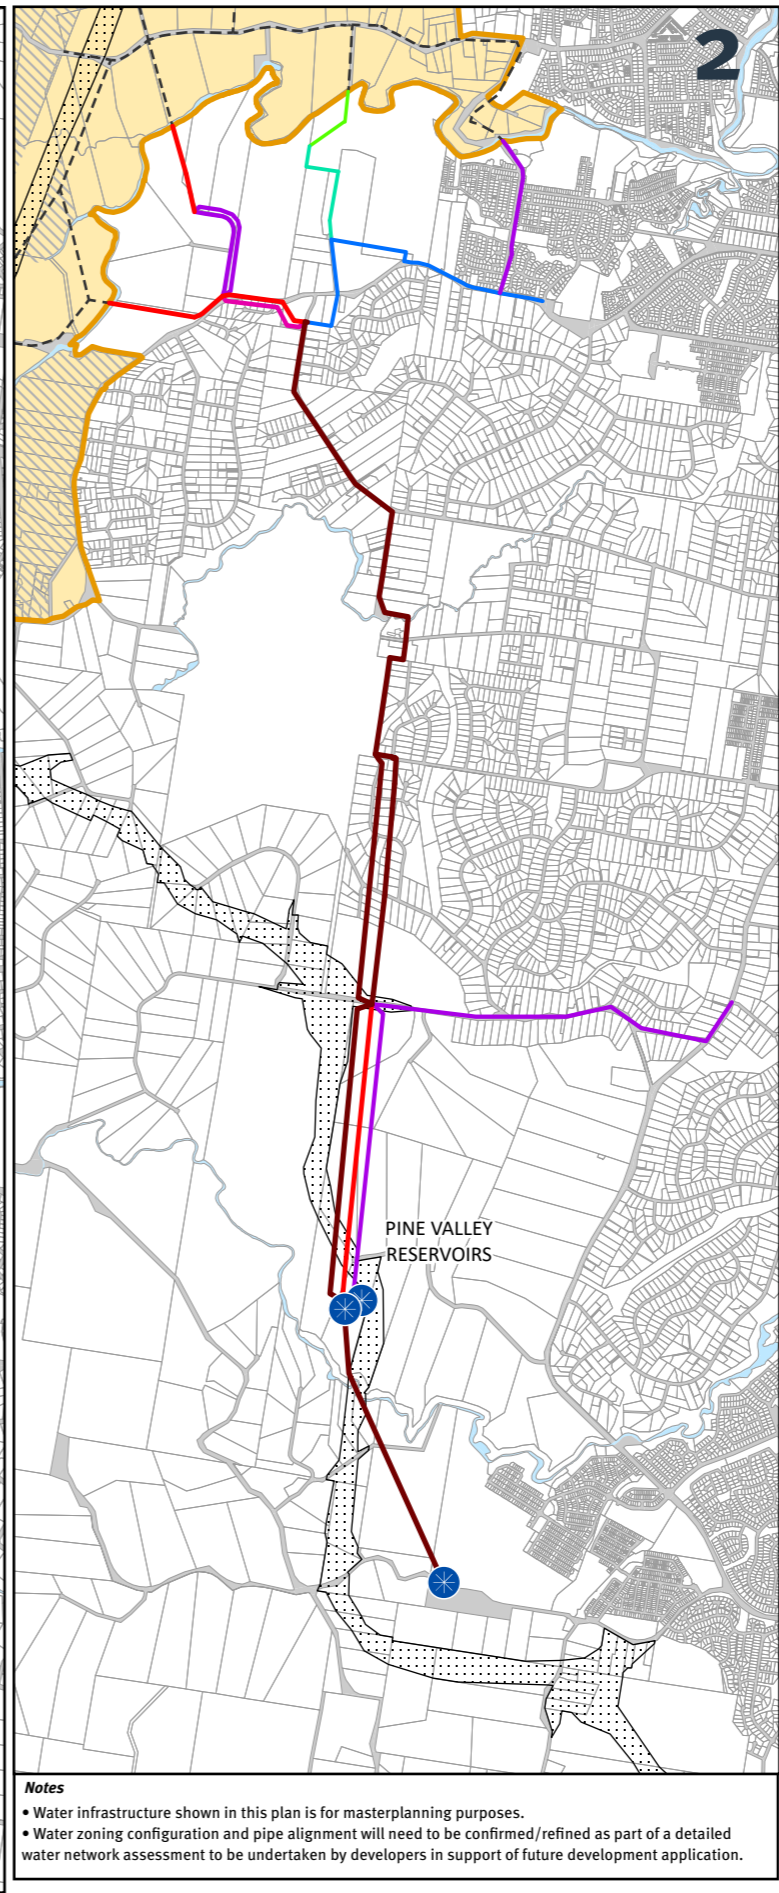 2
PINE VALLEY
RESERVOIRS
Notes
• Water infrastructure shown in this plan is for masterplanning purposes.
• Water zoning configuration and pipe alignment will need to be confirmed/refined as part of a detailed
water network assessment to be undertaken by developers in support of future development application.